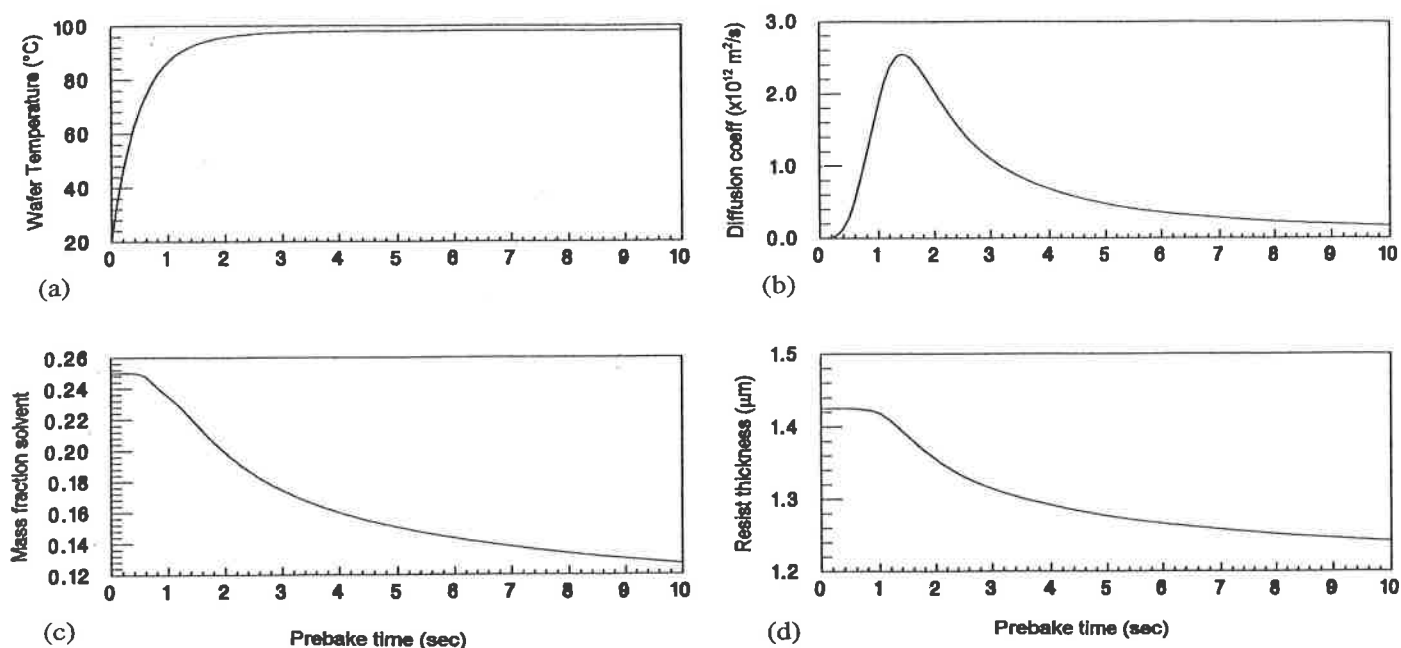 Wafer Temperature (°C)
100
80
60
40
20
0 1 2 3 4 5 6 7 8 9 10
(a)
Diffusion coeff (x10¹² m²/s)
3.0
2.0
1.0
0.0
0 1 2 3 4 5 6 7 8 9 10
(b)
Mass fraction solvent
0.26
0.24
0.22
0.20
0.18
0.16
0.14
0.12
0 1 2 3 4 5 6 7 8 9 10
(c)
Prebake time (sec)
Resist thickness (µm)
1.5
1.4
1.3
1.2
0 1 2 3 4 5 6 7 8 9 10
(d)
Prebake time (sec)